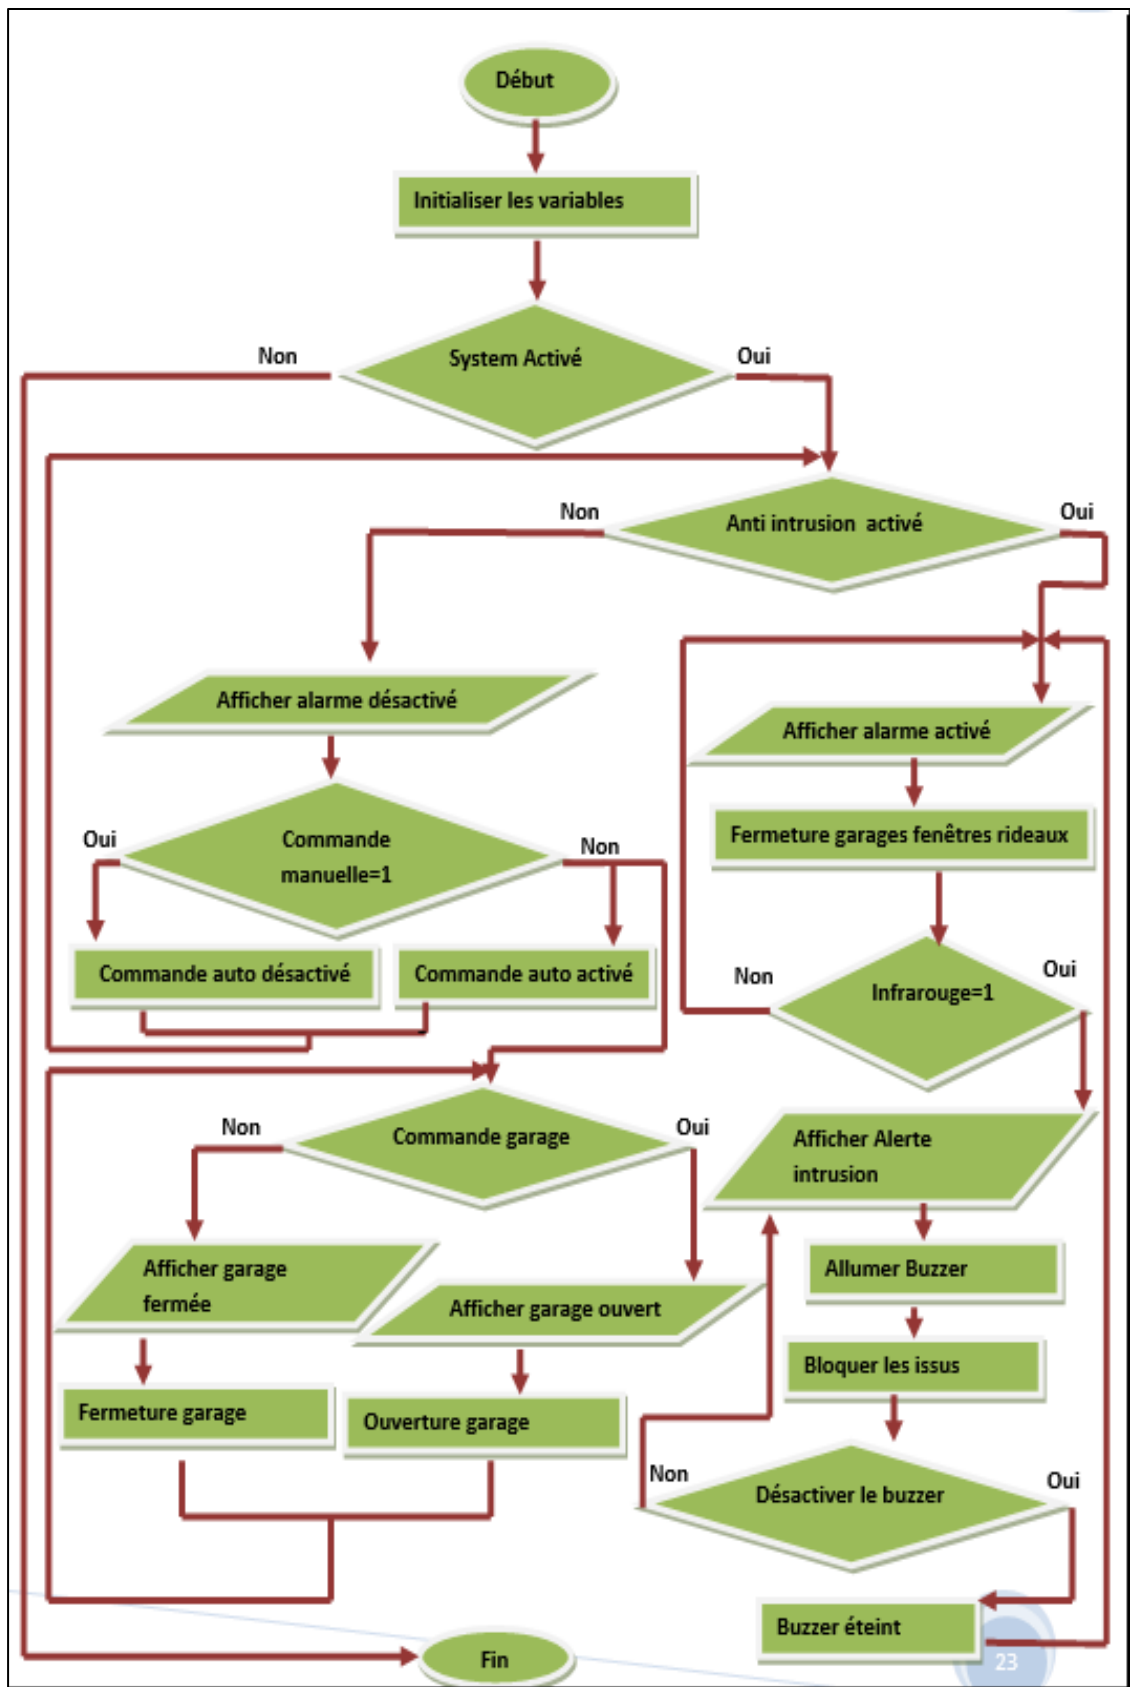 Début
Initialiser les variables
System Activé
Non
Oui
Anti intrusion activé
Non
Oui
Afficher alarme désactivé
Afficher alarme activé
Commande
manuelle=1
Oui
Non
Fermeture garages fenêtres rideaux
Commande auto désactivé
Commande auto activé
Infrarouge=1
Non
Oui
Commande garage
Non
Oui
Afficher Alerte
intrusion
Afficher garage
fermée
Afficher garage ouvert
Allumer Buzzer
Bloquer les issus
Fermeture garage
Ouverture garage
Désactiver le buzzer
Non
Oui
Buzzer éteint
Fin
23